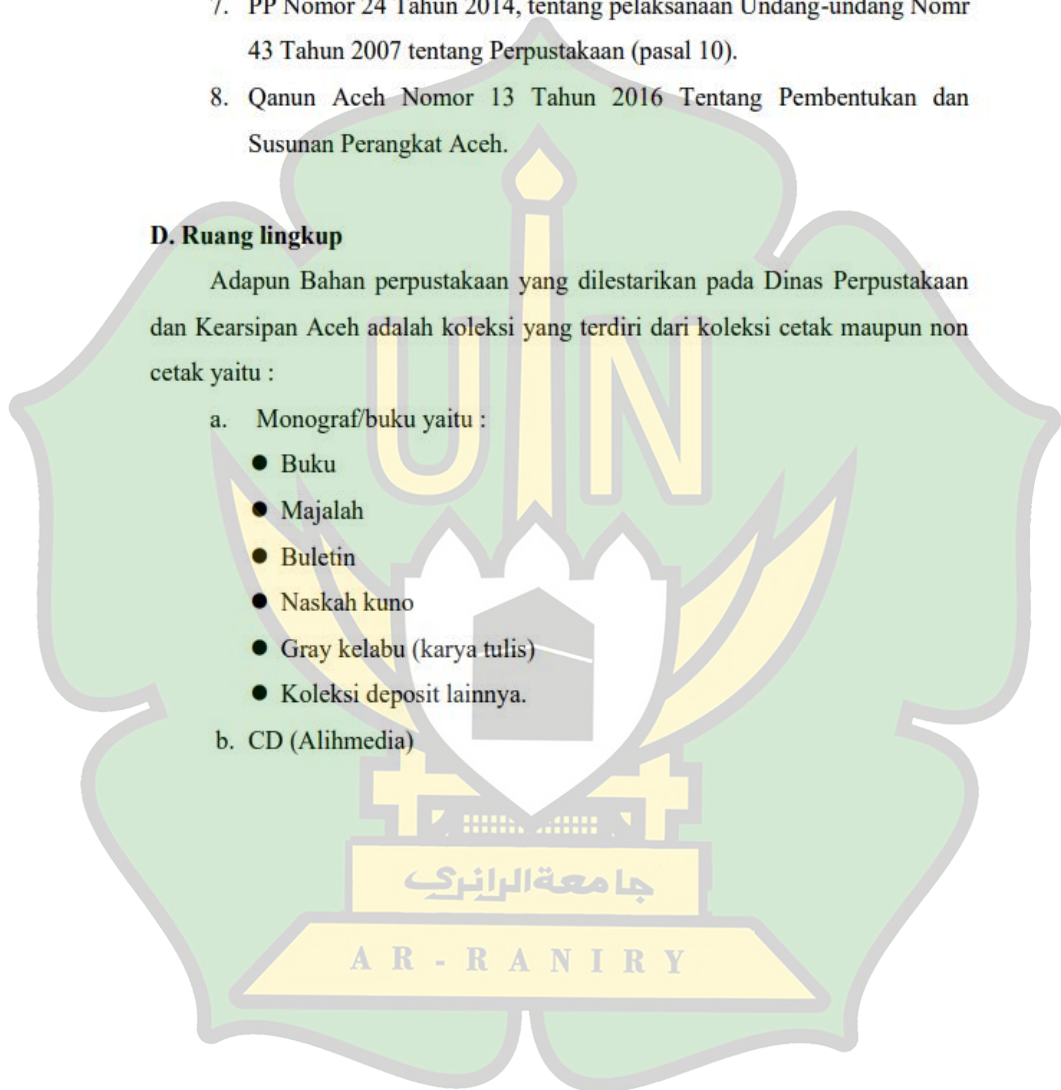 7. PP Nomor 24 Tahun 2014, tentang pelaksanaan Undang-undang Nomr
43 Tahun 2007 tentang Perpustakaan (pasal 10).
8. Qanun Aceh Nomor 13 Tahun 2016 Tentang Pembentukan dan
Susunan Perangkat Aceh.
D. Ruang lingkup
Adapun Bahan perpustakaan yang dilestarikan pada Dinas Perpustakaan
dan Kearsipan Aceh adalah koleksi yang terdiri dari koleksi cetak maupun non
cetak yaitu :
a. Monograf/buku yaitu :
● Buku
● Majalah
● Buletin
● Naskah kuno
● Gray kelabu (karya tulis)
● Koleksi deposit lainnya.
b. CD (Alihmedia)
UIN
جامعةالرانري
AR-RANIRY